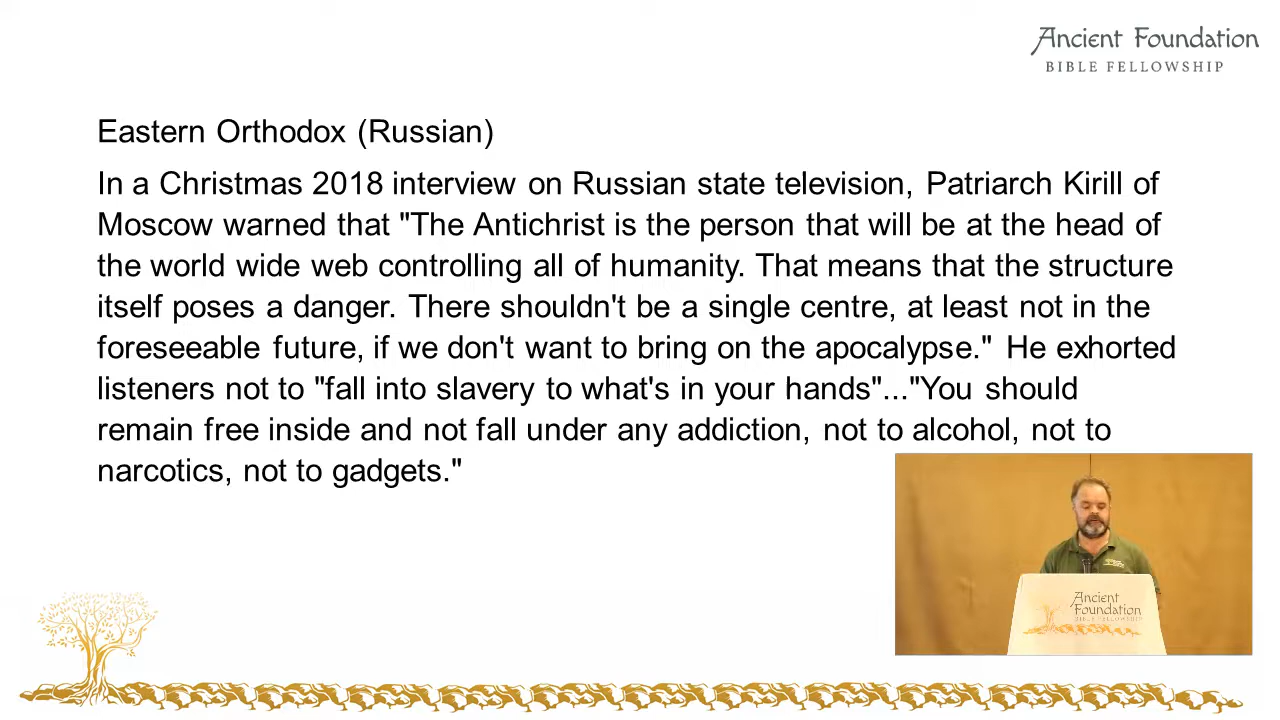 Ancient Foundation
BIBLE FELLOWSHIP
Eastern Orthodox (Russian)
In a Christmas 2018 interview on Russian state television, Patriarch Kirill of
Moscow warned that "The Antichrist is the person that will be at the head of
the world wide web controlling all of humanity. That means that the structure
itself poses a danger. There shouldn't be a single centre, at least not in the
foreseeable future, if we don't want to bring on the apocalypse." He exhorted
listeners not to "fall into slavery to what's in your hands"..."You should
remain free inside and not fall under any addiction, not to alcohol, not to
narcotics, not to gadgets."
Ancient
Foundation
BIBLE FELLOWSHIP